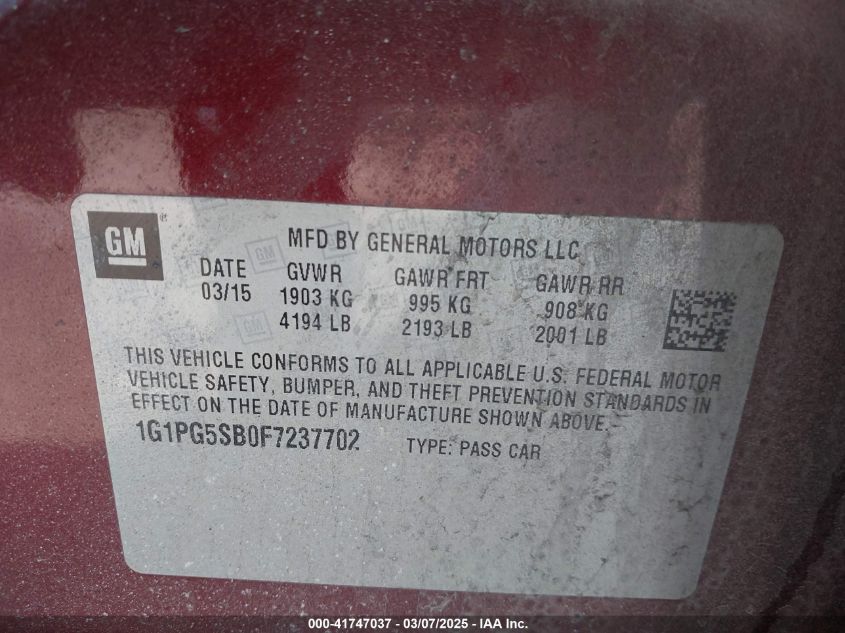 GM
MFD BY GENERAL MOTORS LLC
DATE GVWR GAWR FRT GAWR RR
03/15 1903 KG 995 KG 908 KG
4194 LB 2193 LB 2001 LB
THIS VEHICLE CONFORMS TO ALL APPLICABLE U.S. FEDERAL MOTOR
VEHICLE SAFETY, BUMPER, AND THEFT PREVENTION STANDARDS IN
EFFECT ON THE DATE OF MANUFACTURE SHOWN ABOVE.
1G1PG5SB0F7237702 TYPE: PASS CAR
000-41747037 - 03/07/2025 - IAA Inc.